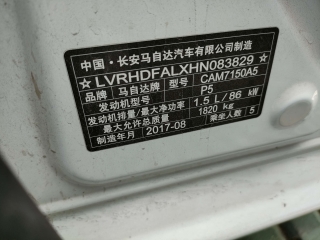 中国·长安马自达汽车有限公司制造
★LVRHDFALXHN083829★
品牌 马自达牌 型号 CAM7150A5
发动机型号 P5
发动机排量/最大净功率 1.5 L/86 kW
最大允许总质量 1820 kg 乘坐人数 5
制造年月 2017-08